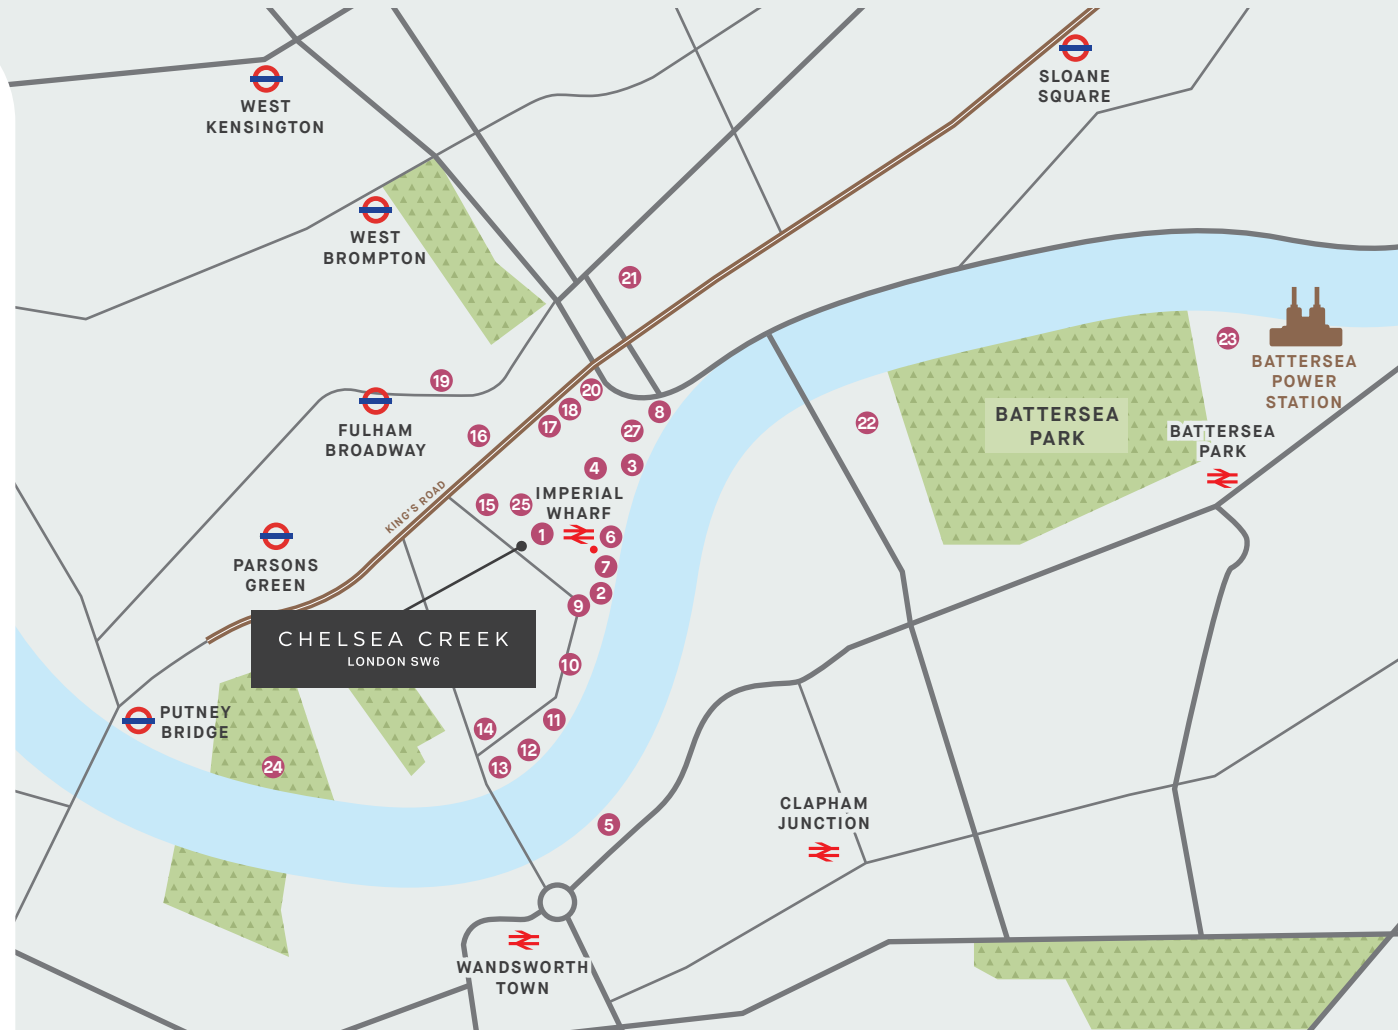 SLOANE
SQUARE
WEST
KENSINGTON
WEST
BROMPTON
21
23
BATTERSEA
POWER
STATION
19
FULHAM
BROADWAY
20
18
17
16
8
27
22
BATTERSEA
PARK
BATTERSEA
PARK
4
3
KING'S ROAD
15
25
IMPERIAL
WHARF
1
6
7
2
9
PARSONS
GREEN
CHELSEA CREEK
LONDON SW6
10
PUTNEY
BRIDGE
11
14
12
13
24
5
CLAPHAM
JUNCTION
WANDSWORTH
TOWN